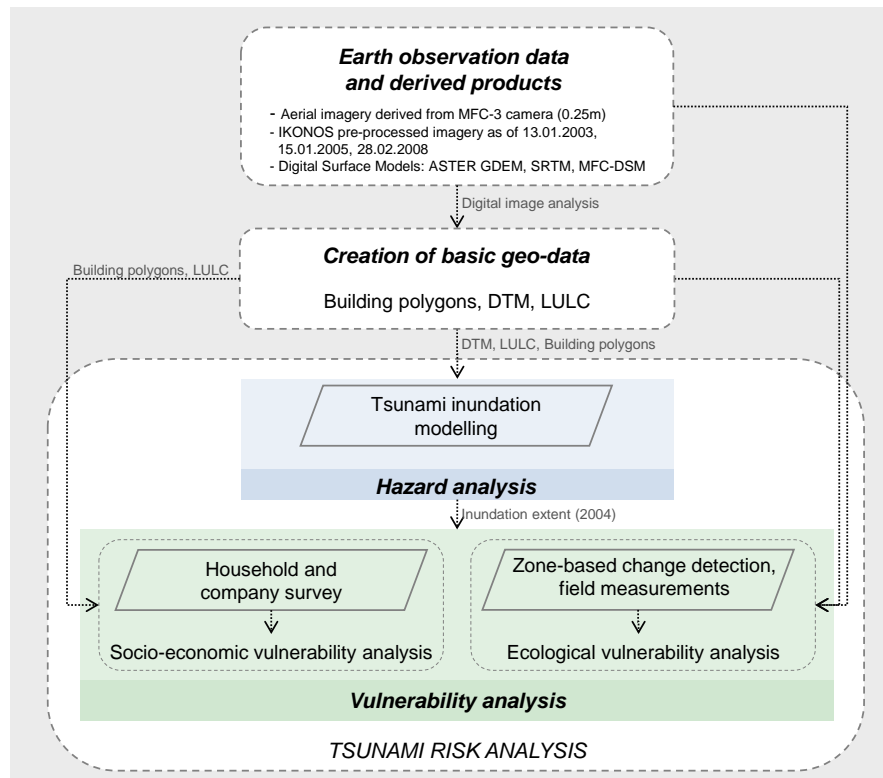 Earth observation data
and derived products
- Aerial imagery derived from MFC-3 camera (0.25m)
- IKONOS pre-processed imagery as of 13.01.2003,
15.01.2005, 28.02.2008
- Digital Surface Models: ASTER GDEM, SRTM, MFC-DSM
Digital image analysis
Creation of basic geo-data
Building polygons, LULC
Building polygons, DTM, LULC
DTM, LULC, Building polygons
Tsunami inundation
modelling
Hazard analysis
Inundation extent (2004)
Household and
company survey
Socio-economic vulnerability analysis
Zone-based change detection,
field measurements
Ecological vulnerability analysis
Vulnerability analysis
TSUNAMI RISK ANALYSIS